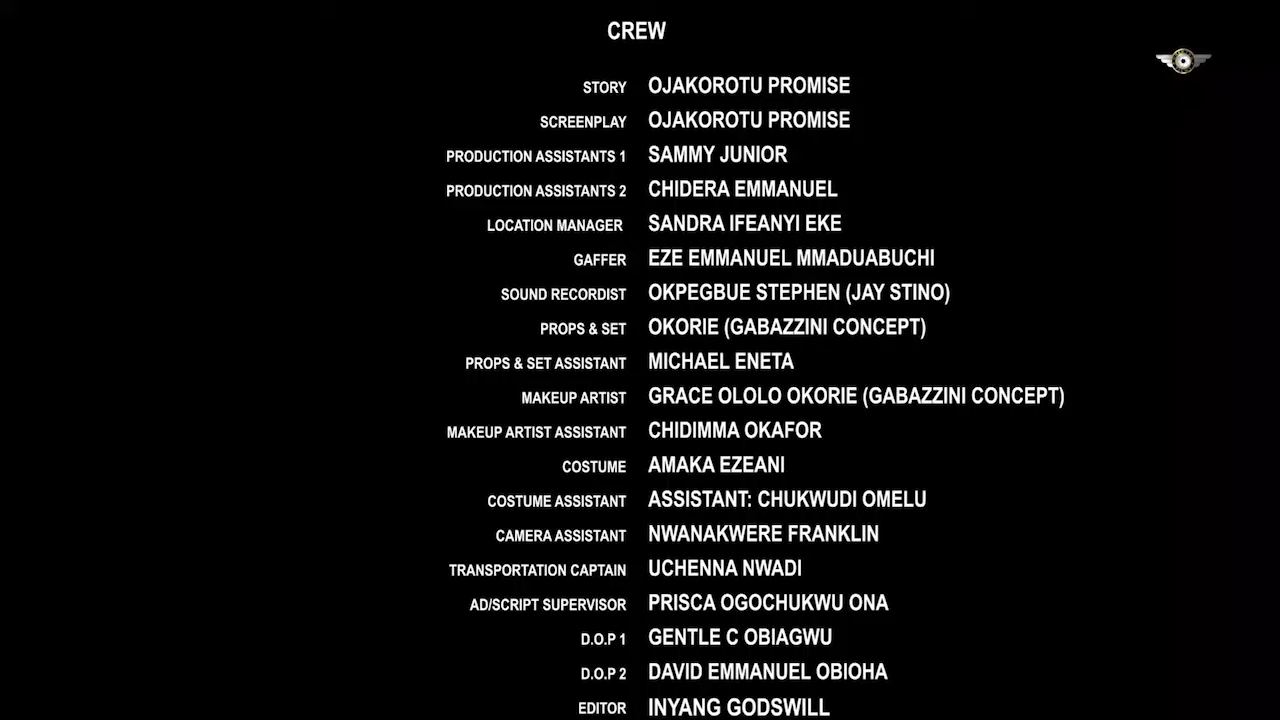 CREW
STORY OJAKOROTU PROMISE
SCREENPLAY OJAKOROTU PROMISE
PRODUCTION ASSISTANTS 1 SAMMY JUNIOR
PRODUCTION ASSISTANTS 2 CHIDERA EMMANUEL
LOCATION MANAGER SANDRA IFEANYI EKE
GAFFER EZE EMMANUEL MMADUABUCHI
SOUND RECORDIST OKPEGBUE STEPHEN (JAY STINO)
PROPS & SET OKORIE (GABAZZINI CONCEPT)
PROPS & SET ASSISTANT MICHAEL ENETA
MAKEUP ARTIST GRACE OLOLO OKORIE (GABAZZINI CONCEPT)
MAKEUP ARTIST ASSISTANT CHIDIMMA OKAFOR
COSTUME AMAKA EZEANI
COSTUME ASSISTANT ASSISTANT: CHUKWUDI OMELU
CAMERA ASSISTANT NWANAKWERE FRANKLIN
TRANSPORTATION CAPTAIN UCHENNA NWADI
AD/SCRIPT SUPERVISOR PRISCA OGOCHUKWU ONA
D.O.P 1 GENTLE C OBIAGWU
D.O.P 2 DAVID EMMANUEL OBIOHA
EDITOR INYANG GODSWILL